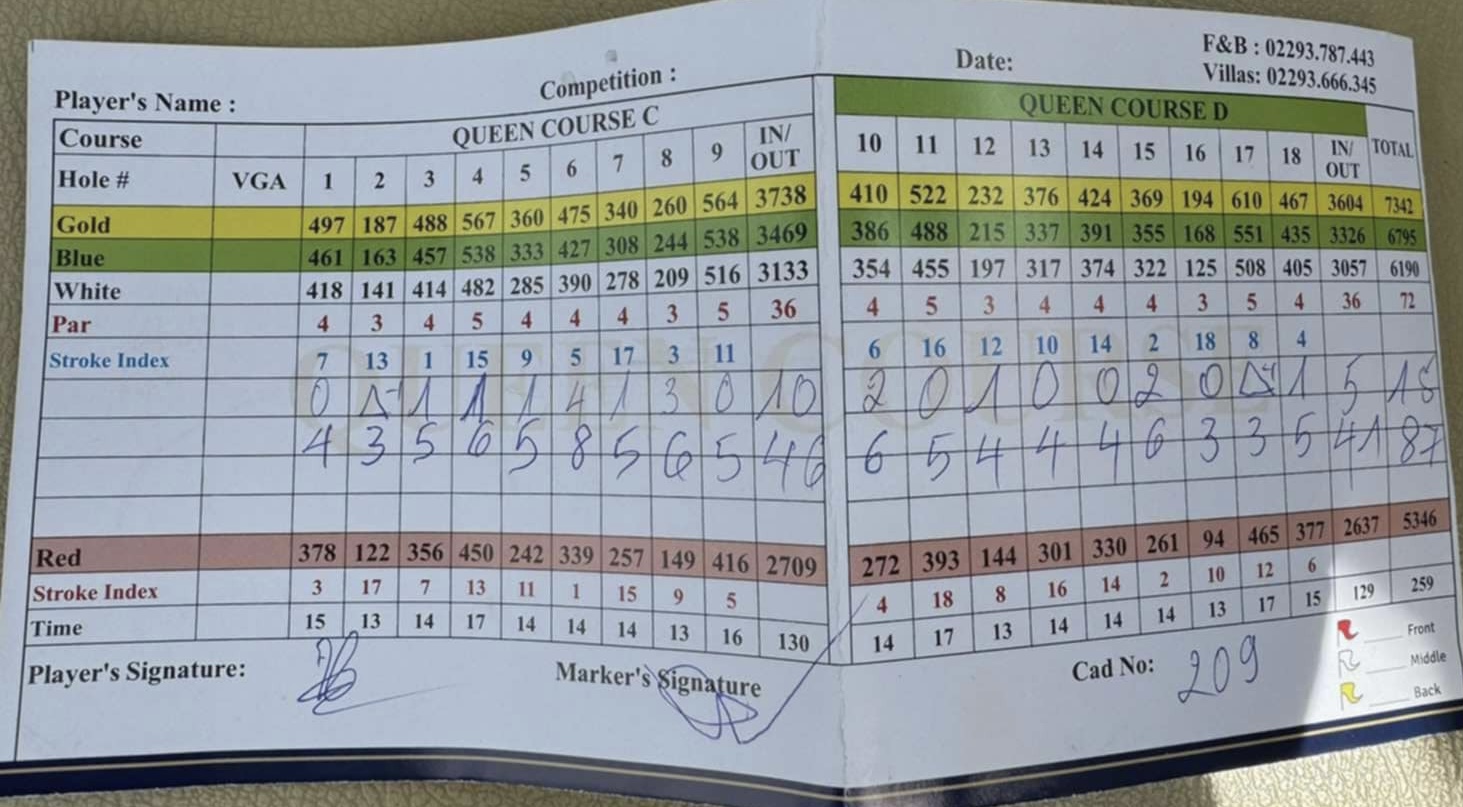 F&B : 02293.787.443
Player's Name : Competition : Date: Villas: 02293.666.345
Course QUEEN COURSE C IN/OUT QUEEN COURSE D IN/OUT TOTAL
Hole # VGA 1 2 3 4 5 6 7 8 9 10 11 12 13 14 15 16 17 18
Gold 497 187 488 567 360 475 340 260 564 3738 410 522 232 376 424 369 194 610 467 3604 7342
Blue 461 163 457 538 333 427 308 244 538 3469 386 488 215 337 391 355 168 551 435 3326 6795
White 418 141 414 482 285 390 278 209 516 3133 354 455 197 317 374 322 125 508 405 3057 6190
Par 4 3 4 5 4 4 4 3 5 36 4 5 3 4 4 4 3 5 4 36 72
Stroke Index 7 13 1 15 9 5 17 3 11 6 16 12 10 14 2 18 8 4
QUEEN COURSE
0 1 1 1 4 1 3 0 10 2 0 1 0 0 2 0 1 5
4 3 5 6 5 8 5 6 5 46 6 5 4 4 4 6 3 3 5 41 87
Red 378 122 356 450 242 339 257 149 416 2709 272 393 144 301 330 261 94 465 377 2637 5346
Stroke Index 3 17 7 13 11 1 15 9 5 4 18 8 16 14 2 10 12 6
Time 15 13 14 17 14 14 14 13 16 130 14 17 13 14 14 14 13 17 15 129 259
Player's Signature: Marker's Signature Cad No: 209
Front
Middle
Back